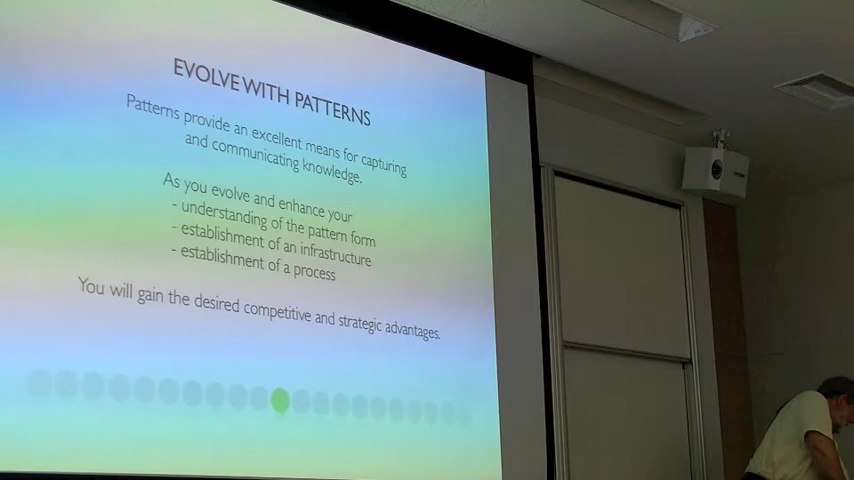 EVOLVE WITH PATTERNS
Patterns provide an excellent means for capturing
and communicating knowledge.
As you evolve and enhance your
- understanding of the pattern form
- establishment of an infrastructure
- establishment of a process
You will gain the desired competitive and strategic advantages.